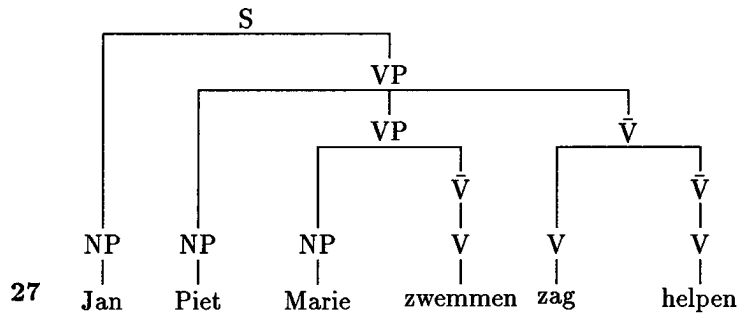 S
VP
VP V̄
V̄ V̄
NP NP NP V V V
27 Jan Piet Marie zwemmen zag helpen